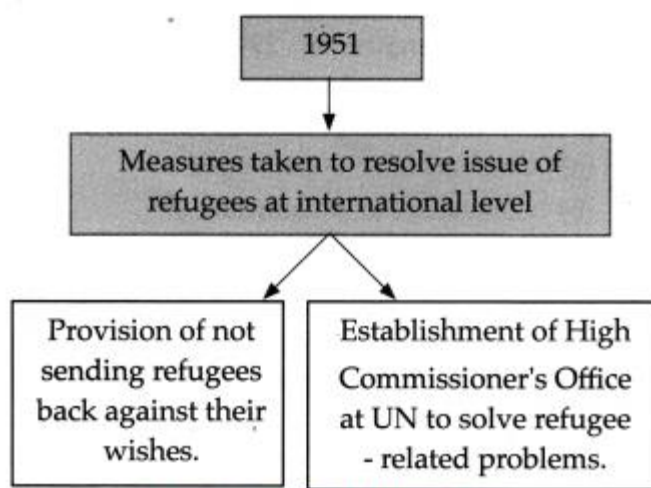 1951
Measures taken to resolve issue of
refugees at international level
Provision of not
sending refugees
back against their
wishes.
Establishment of High
Commissioner's Office
at UN to solve refugee
- related problems.